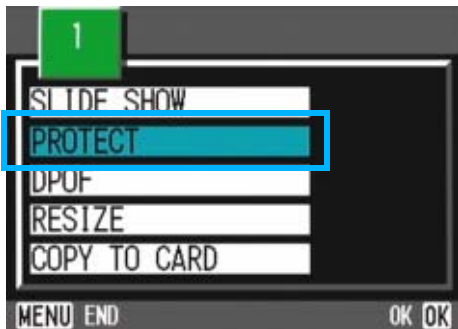 1
SLIDE SHOW
PROTECT
DPOF
RESIZE
COPY TO CARD
MENU END OK OK